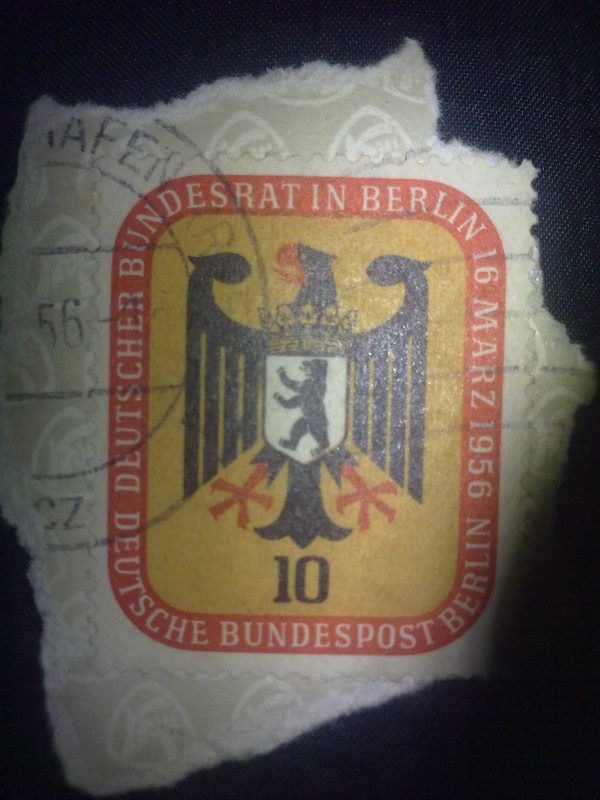 DEUTSCHER BUNDESRAT IN BERLIN 16 MÄRZ 1956
DEUTSCHE BUNDESPOST BERLIN
10
56